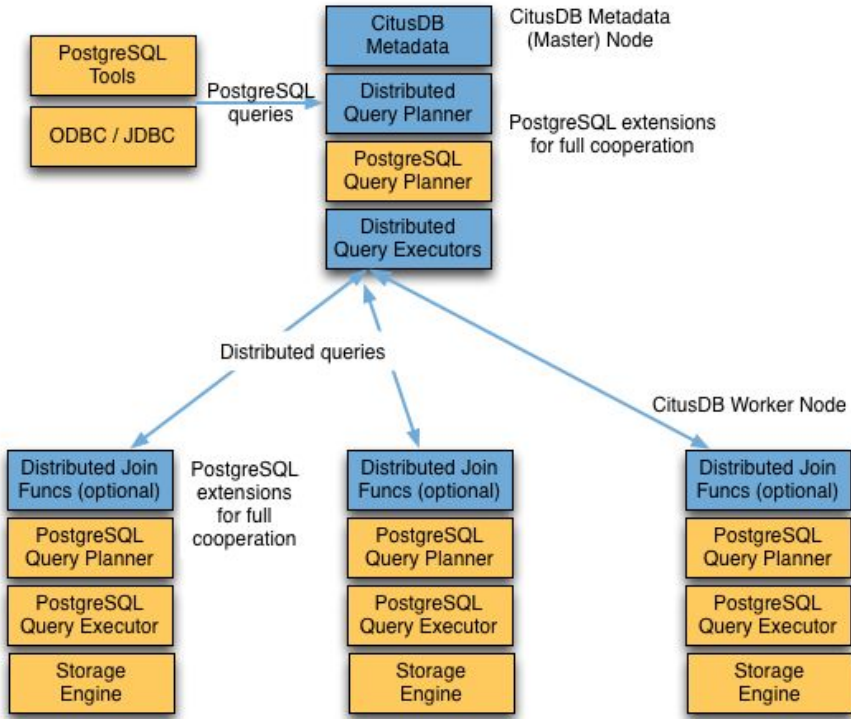 CitusDB
Metadata
CitusDB Metadata
(Master) Node
PostgreSQL
Tools
ODBC / JDBC
PostgreSQL
queries
Distributed
Query Planner
PostgreSQL extensions
for full cooperation
PostgreSQL
Query Planner
Distributed
Query Executors
Distributed queries
CitusDB Worker Node
Distributed Join
Funcs (optional)
PostgreSQL
Query Planner
PostgreSQL
Query Executor
Storage
Engine
PostgreSQL
extensions
for full
cooperation
Distributed Join
Funcs (optional)
PostgreSQL
Query Planner
PostgreSQL
Query Executor
Storage
Engine
Distributed Join
Funcs (optional)
PostgreSQL
Query Planner
PostgreSQL
Query Executor
Storage
Engine